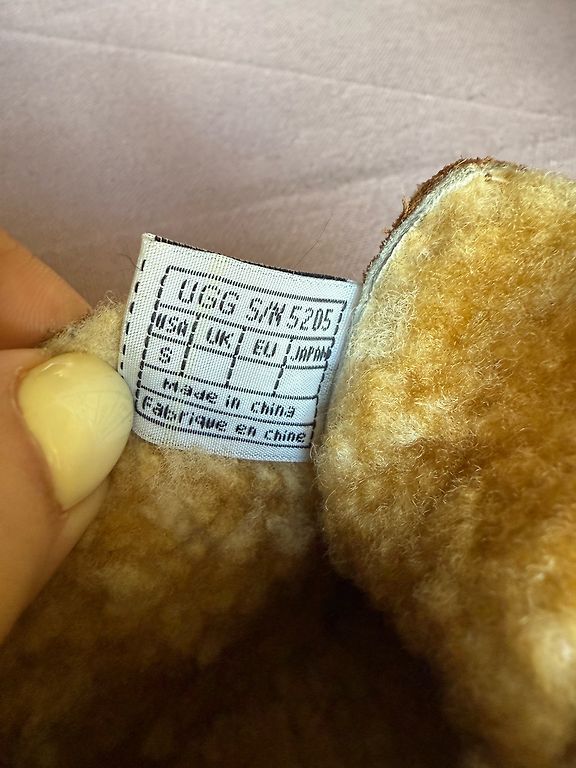 UGG S/N 5205
USA UK EU JAPAN
S
Made in china
Fabrique en chine